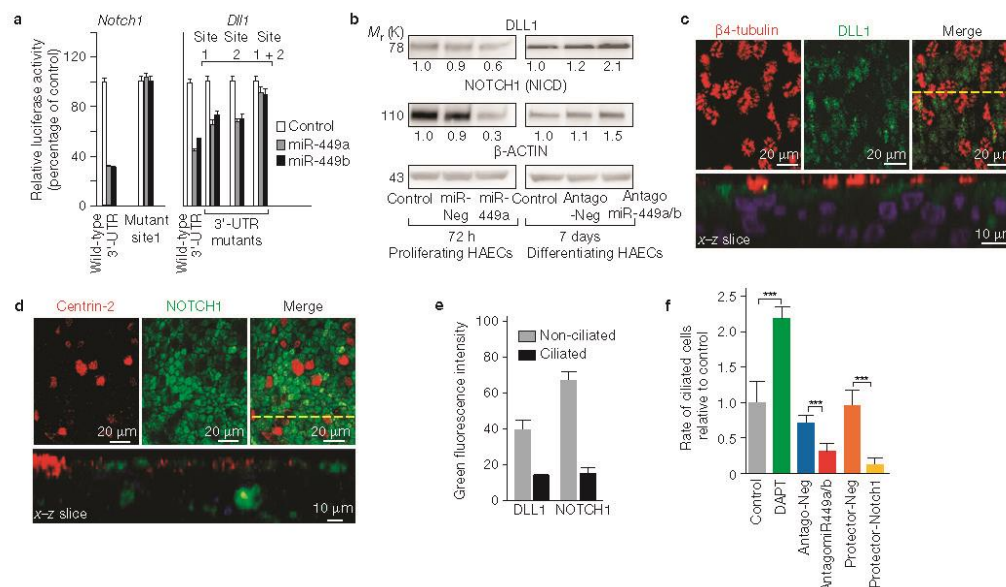 a
Notch1
Dll1
Site
Site
Site
1
2
1 + 2
Relative luciferase activity
(percentage of control)
120
80
40
0
Control
miR-449a
miR-449b
Wild-type
3'-UTR
Mutant
site1
Wild-type
3'-UTR
3'-UTR
mutants
b
DLL1
Mr (K)
78
1.0 0.9 0.6
1.0 1.2 2.1
NOTCH1 (NICD)
110
1.0 0.9 0.3
1.0 1.1 1.5
β-ACTIN
43
Control miR-Neg miR-449a
Control Antago-Neg Antago miR-449a/b
72 h
7 days
Proliferating HAECs
Differentiating HAECs
c
β4-tubulin
DLL1
Merge
20 μm
20 μm
20 μm
x–z slice
10 μm
d
Centrin-2
NOTCH1
Merge
20 μm
20 μm
20 μm
x–z slice
10 μm
e
Green fluorescence intensity
100
80
60
40
20
0
Non-ciliated
Ciliated
DLL1
NOTCH1
f
Rate of ciliated cells
relative to control
2.5
2.0
1.5
1.0
0.5
0
***
***
***
Control
DAPT
Antago-Neg
AntagomiR449a/b
Protector-Neg
Protector-Notch1